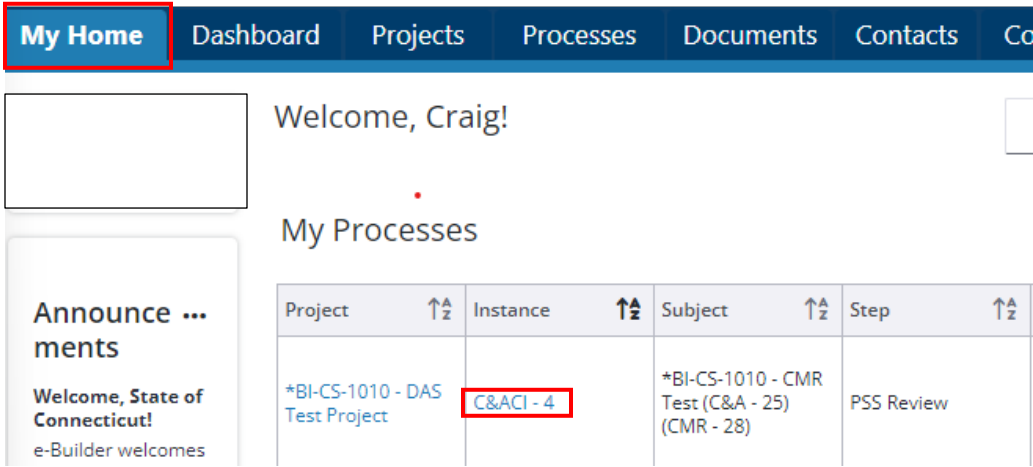 My Home Dashboard Projects Processes Documents Contacts Co
Welcome, Craig!
My Processes
Announce ...
ments
Welcome, State of
Connecticut!
e-Builder welcomes
Project Instance Subject Step
*BI-CS-1010 - DAS
Test Project
C&ACI - 4
*BI-CS-1010 - CMR
Test (C&A - 25)
(CMR - 28)
PSS Review